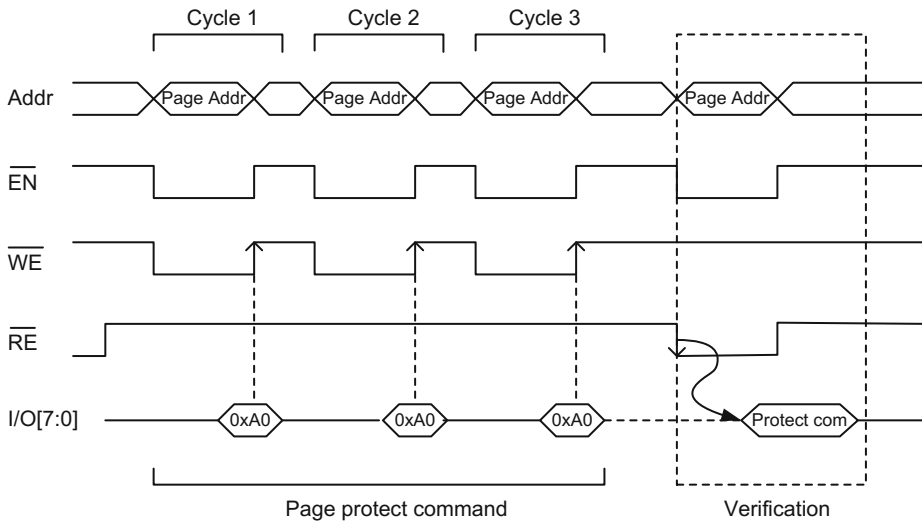 Cycle 1 Cycle 2 Cycle 3
Addr Page Addr Page Addr Page Addr Page Addr
EN
WE
RE
I/O[7:0] 0xA0 0xA0 0xA0 Protect com
Page protect command Verification